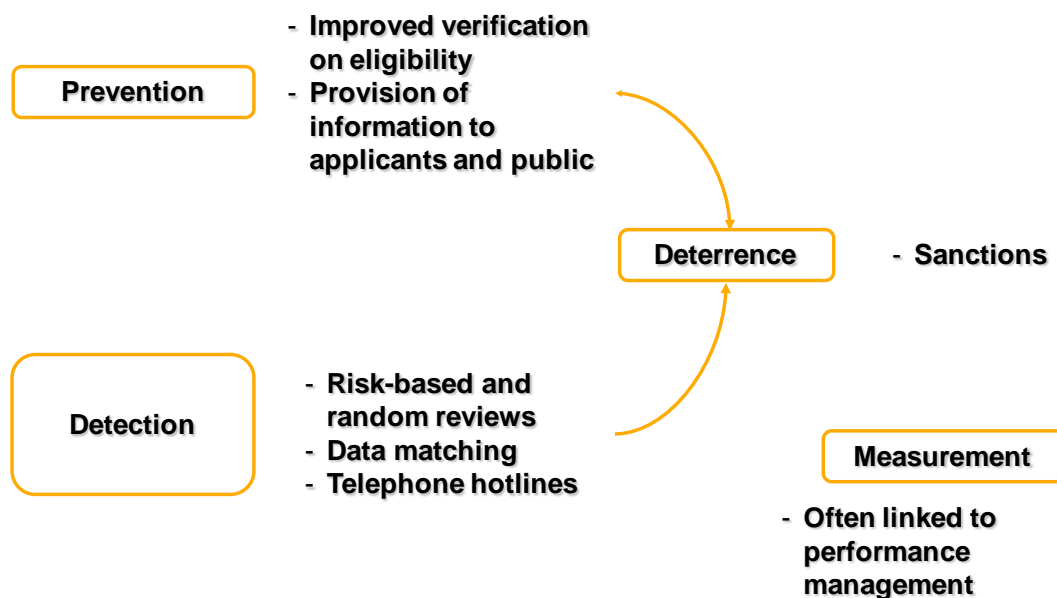 Prevention
- Improved verification
on eligibility
- Provision of
information to
applicants and public
Deterrence
- Sanctions
Detection
- Risk-based and
random reviews
- Data matching
- Telephone hotlines
Measurement
- Often linked to
performance
management